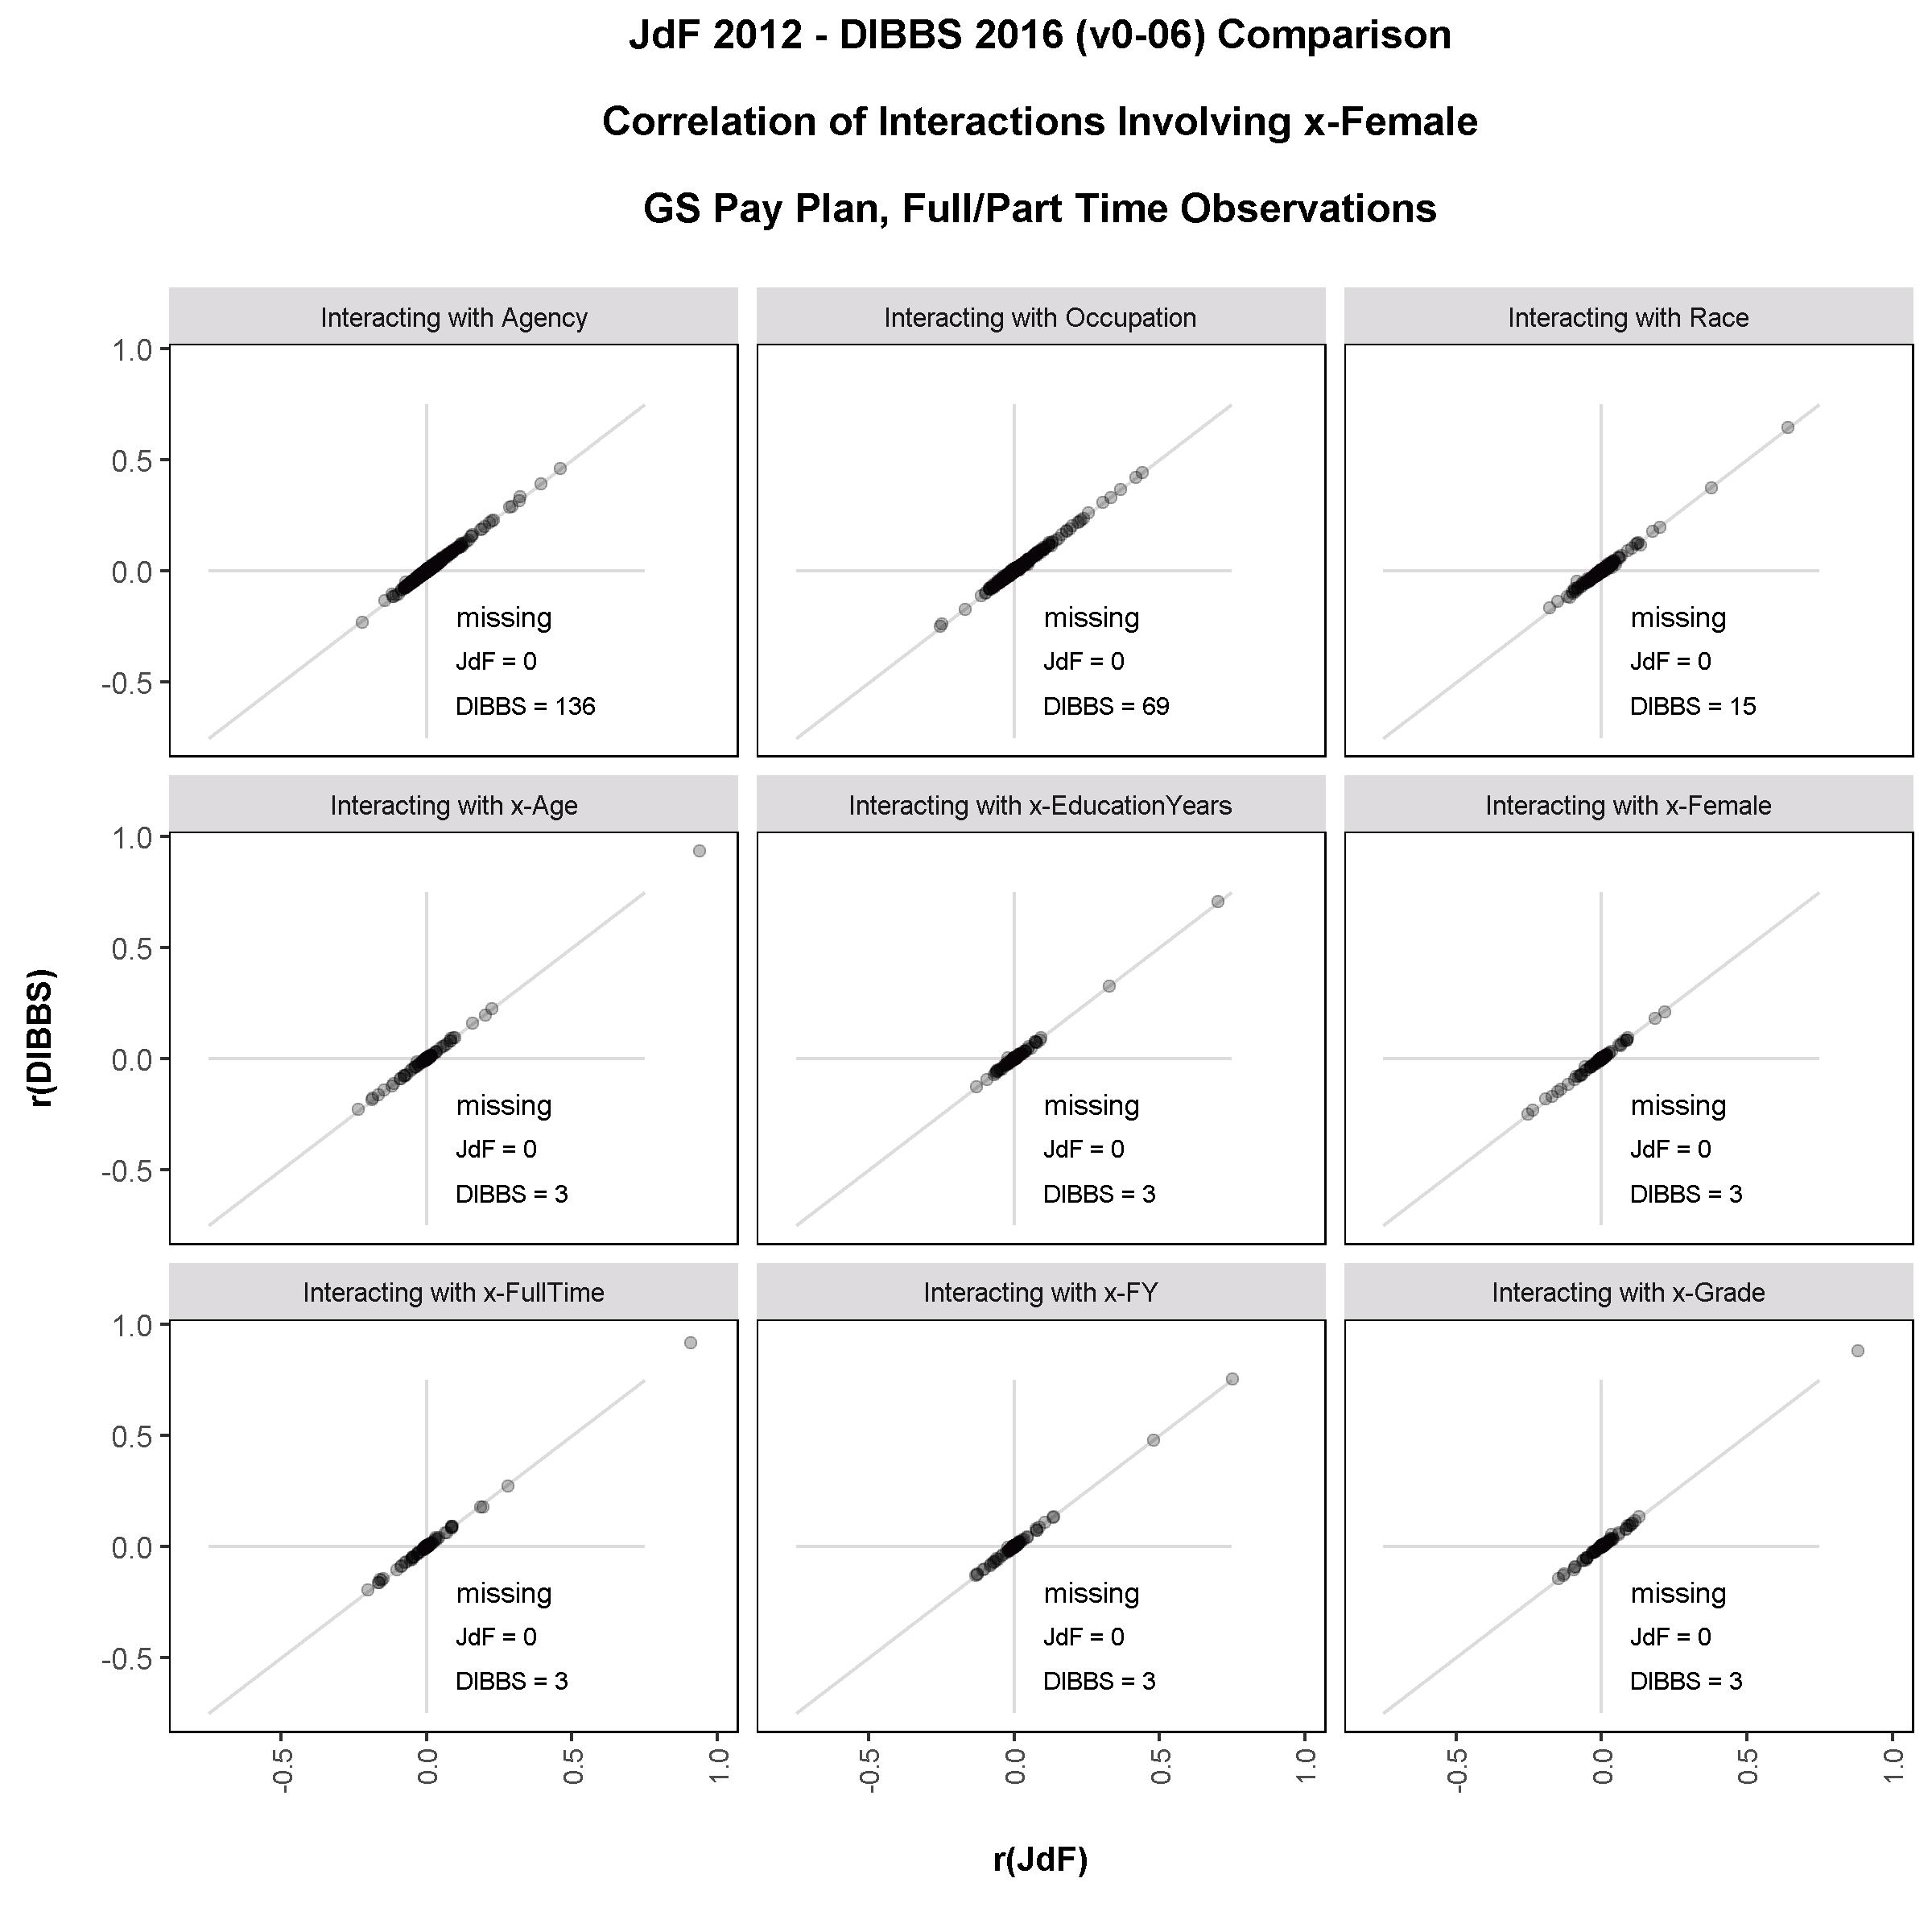 JdF 2012 - DIBBS 2016 (v0-06) Comparison
Correlation of Interactions Involving x-Female
GS Pay Plan, Full/Part Time Observations
Interacting with Agency
Interacting with Occupation
Interacting with Race
1.0
0.5
0.0
-0.5
missing
JdF = 0
DIBBS = 136
missing
JdF = 0
DIBBS = 69
missing
JdF = 0
DIBBS = 15
Interacting with x-Age
Interacting with x-EducationYears
Interacting with x-Female
1.0
0.5
0.0
-0.5
missing
JdF = 0
DIBBS = 3
missing
JdF = 0
DIBBS = 3
missing
JdF = 0
DIBBS = 3
r(DIBBS)
Interacting with x-FullTime
Interacting with x-FY
Interacting with x-Grade
1.0
0.5
0.0
-0.5
missing
JdF = 0
DIBBS = 3
missing
JdF = 0
DIBBS = 3
missing
JdF = 0
DIBBS = 3
-0.5 0.0 0.5 1.0
-0.5 0.0 0.5 1.0
-0.5 0.0 0.5 1.0
r(JdF)